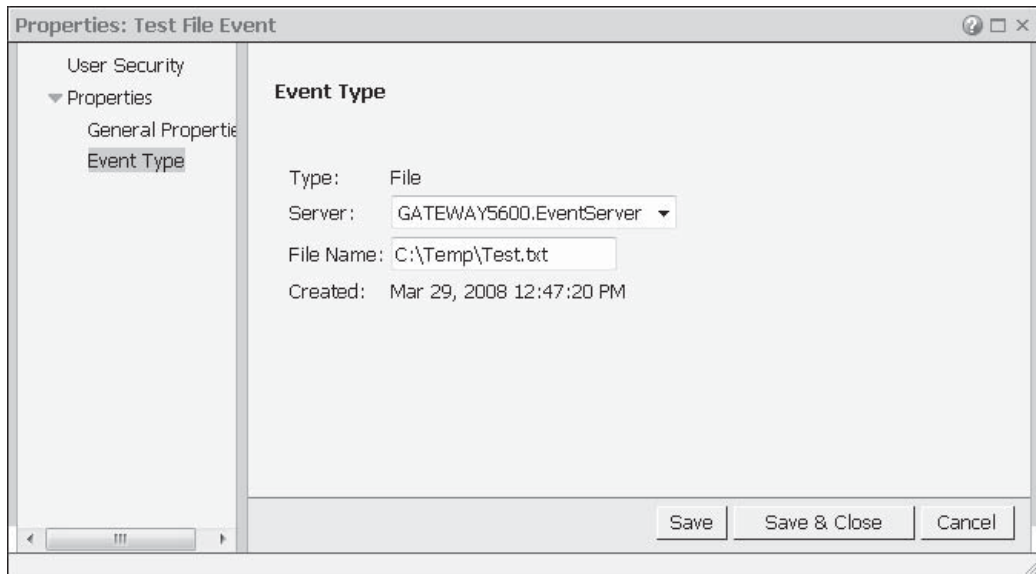 Properties: Test File Event
User Security
Properties
General Propertie
Event Type
Event Type
Type: File
Server: GATEWAY5600.EventServer
File Name: C:\Temp\Test.txt
Created: Mar 29, 2008 12:47:20 PM
Save
Save & Close
Cancel